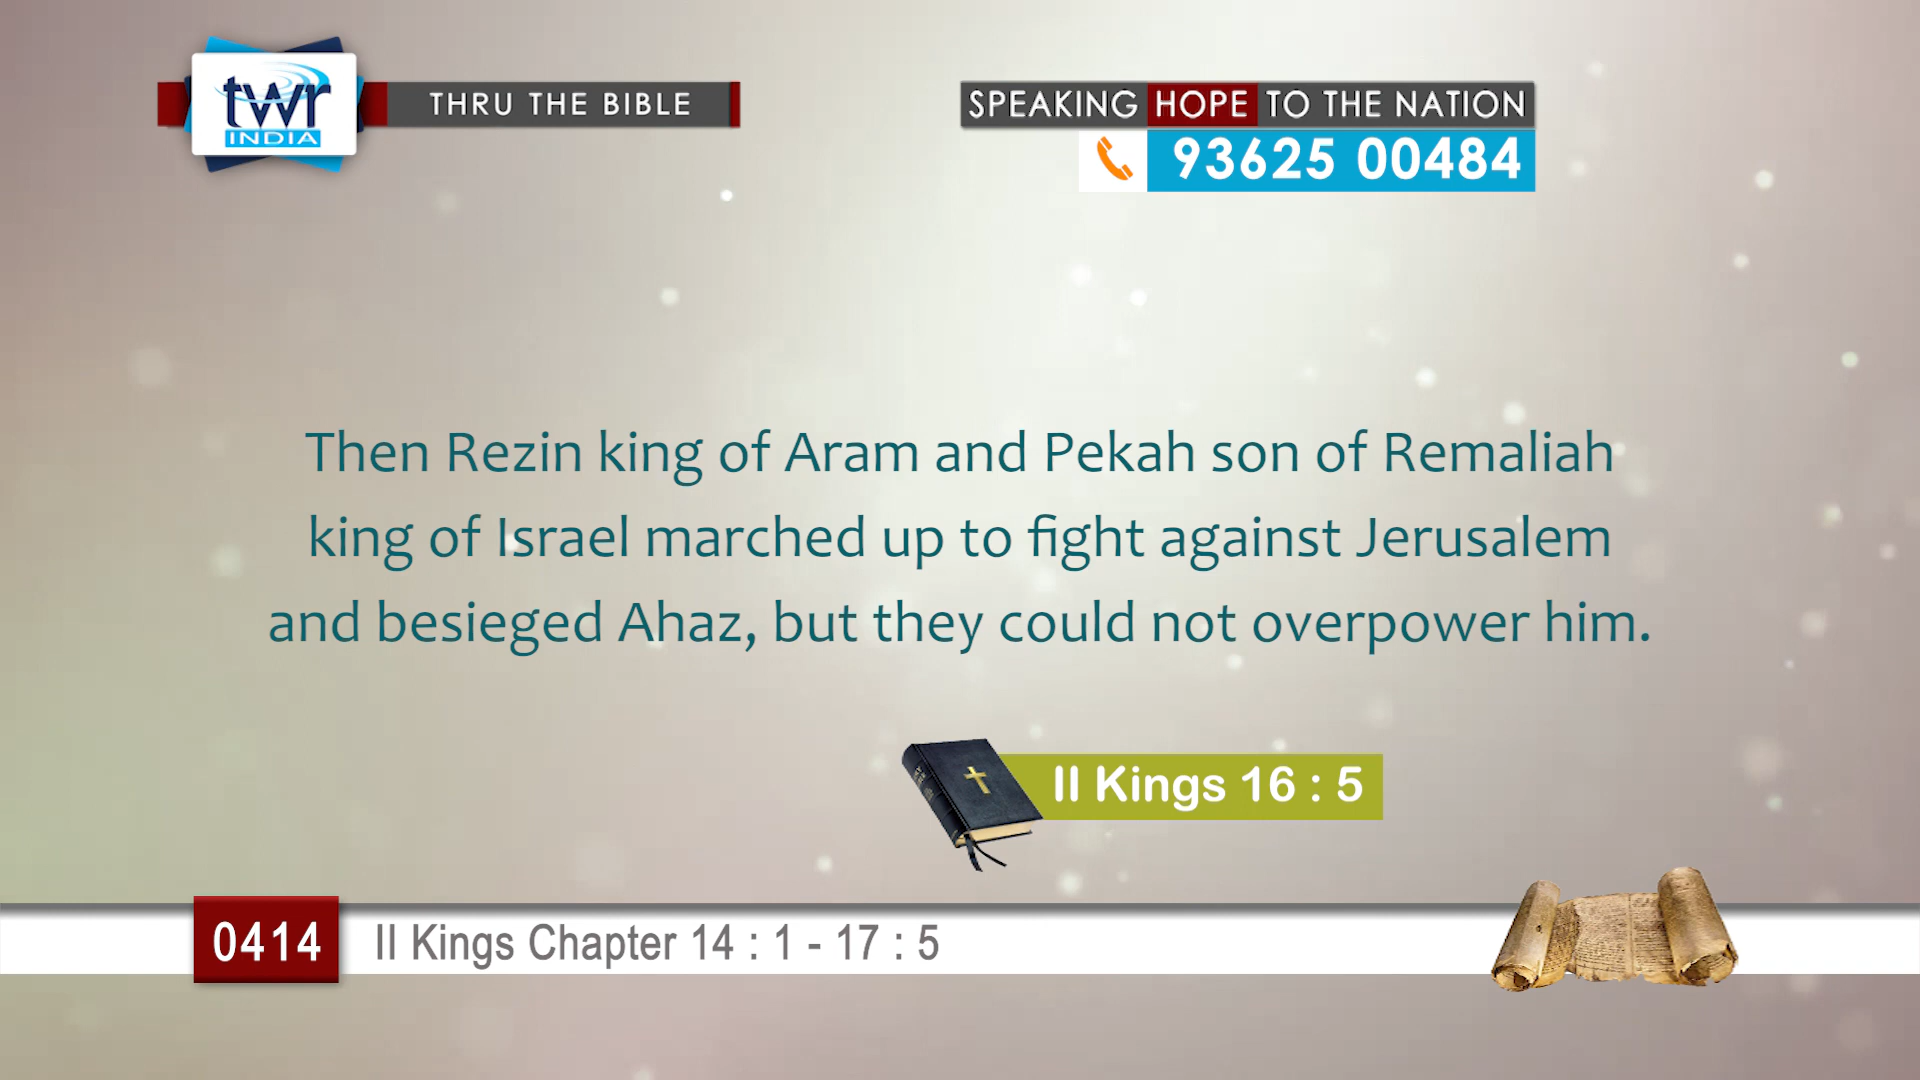 twr
INDIA
THRU THE BIBLE
SPEAKING HOPE TO THE NATION
93625 00484
Then Rezin king of Aram and Pekah son of Remaliah
king of Israel marched up to fight against Jerusalem
and besieged Ahaz, but they could not overpower him.
II Kings 16 : 5
0414
II Kings Chapter 14 : 1 - 17 : 5